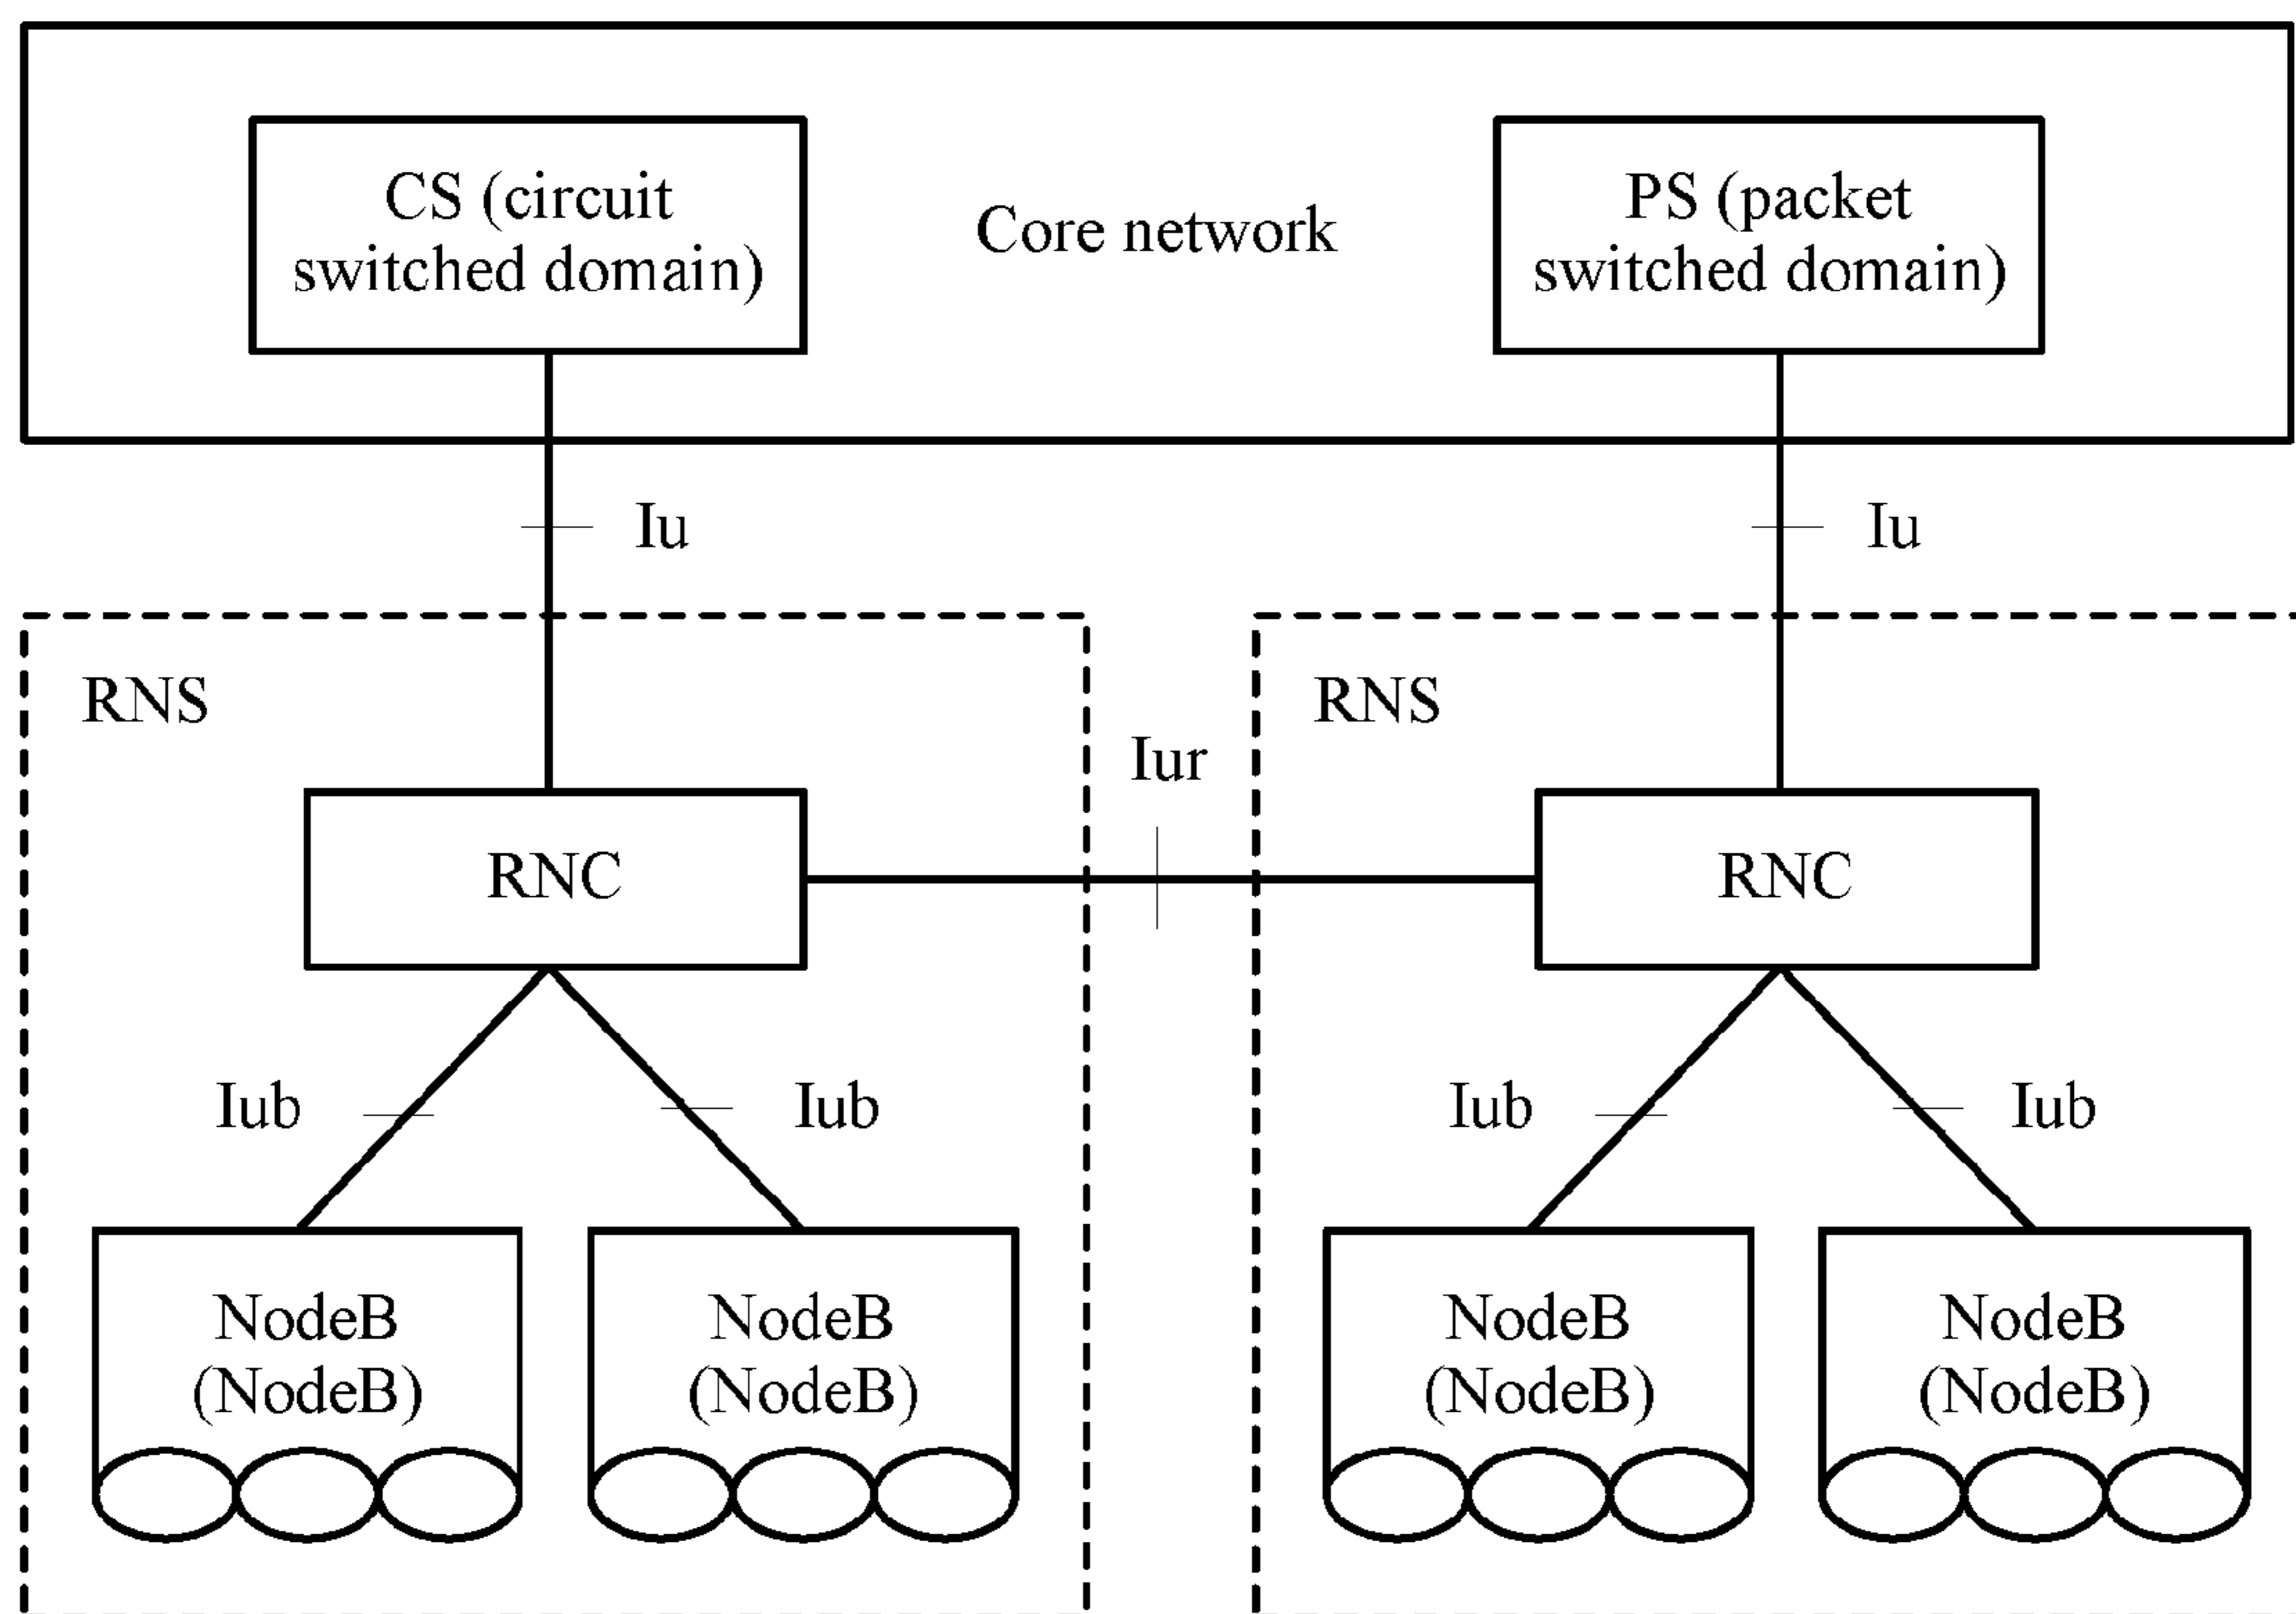 CS (circuit
switched domain)
Core network
PS (packet
switched domain)
Iu
Iu
RNS
RNS
Iur
RNC
RNC
Iub
Iub
Iub
Iub
NodeB
(NodeB)
NodeB
(NodeB)
NodeB
(NodeB)
NodeB
(NodeB)